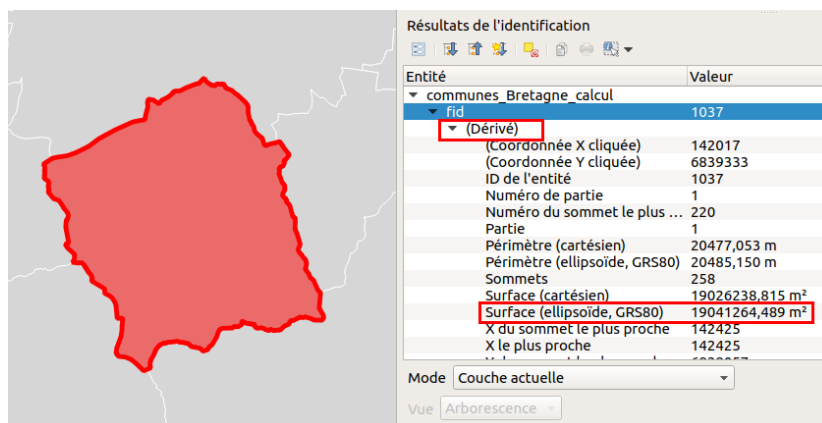 Résultats de l'identification
Entité Valeur
communes_Bretagne_calcul
fid 1037
(Dérivé)
(Coordonnée X cliquée) 142017
(Coordonnée Y cliquée) 6839333
ID de l'entité 1037
Numéro de partie 1
Numéro du sommet le plus ... 220
Partie 1
Périmètre (cartésien) 20477,053 m
Périmètre (ellipsoïde, GRS80) 20485,150 m
Sommets 258
Surface (cartésien) 19026238,815 m²
Surface (ellipsoïde, GRS80) 19041264,489 m²
X du sommet le plus proche 142425
X le plus proche 142425
Mode Couche actuelle
Vue Arborescence